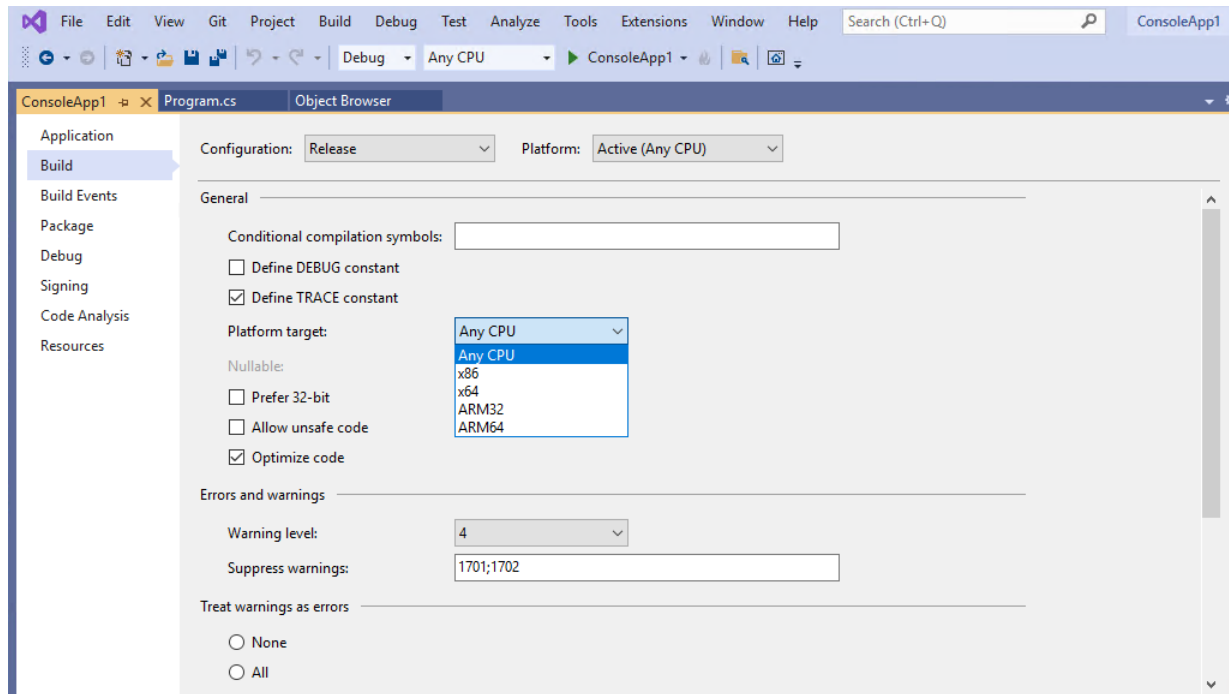 File Edit View Git Project Build Debug Test Analyze Tools Extensions Window Help Search (Ctrl+Q) ConsoleApp1
Debug Any CPU ConsoleApp1
ConsoleApp1 Program.cs Object Browser
Application
Build
Build Events
Package
Debug
Signing
Code Analysis
Resources
Configuration: Release Platform: Active (Any CPU)
General
Conditional compilation symbols:
Define DEBUG constant
Define TRACE constant
Platform target: Any CPU
Any CPU
x86
x64
ARM32
ARM64
Nullable:
Prefer 32-bit
Allow unsafe code
Optimize code
Errors and warnings
Warning level: 4
Suppress warnings: 1701;1702
Treat warnings as errors
None
All